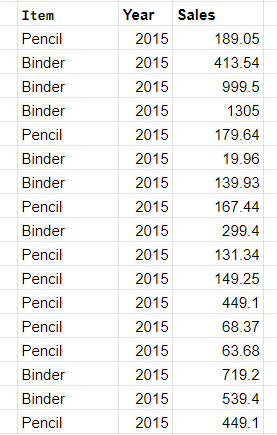 Item Year Sales
Pencil 2015 189.05
Binder 2015 413.54
Binder 2015 999.5
Binder 2015 1305
Pencil 2015 179.64
Binder 2015 19.96
Binder 2015 139.93
Pencil 2015 167.44
Binder 2015 299.4
Pencil 2015 131.34
Pencil 2015 149.25
Pencil 2015 449.1
Pencil 2015 68.37
Pencil 2015 63.68
Binder 2015 719.2
Binder 2015 539.4
Pencil 2015 449.1